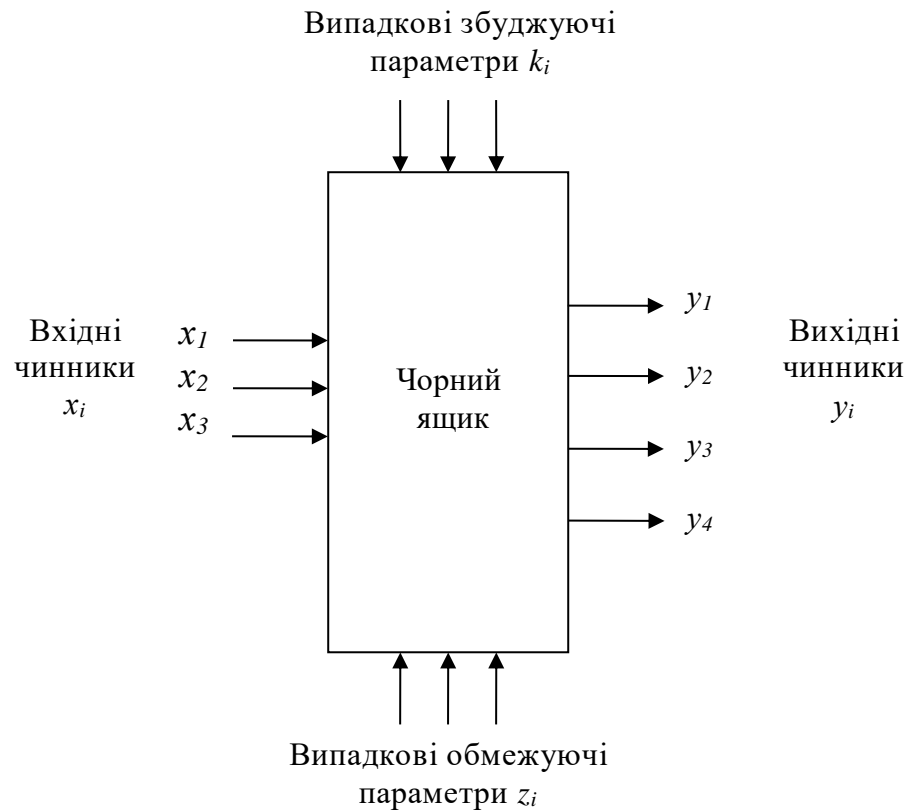 Випадкові збуджуючі
параметри ki
Вхідні
чинники
xi
x1
x2
x3
Чорний
ящик
y1
y2
y3
y4
Вихідні
чинники
yi
Випадкові обмежуючі
параметри zi